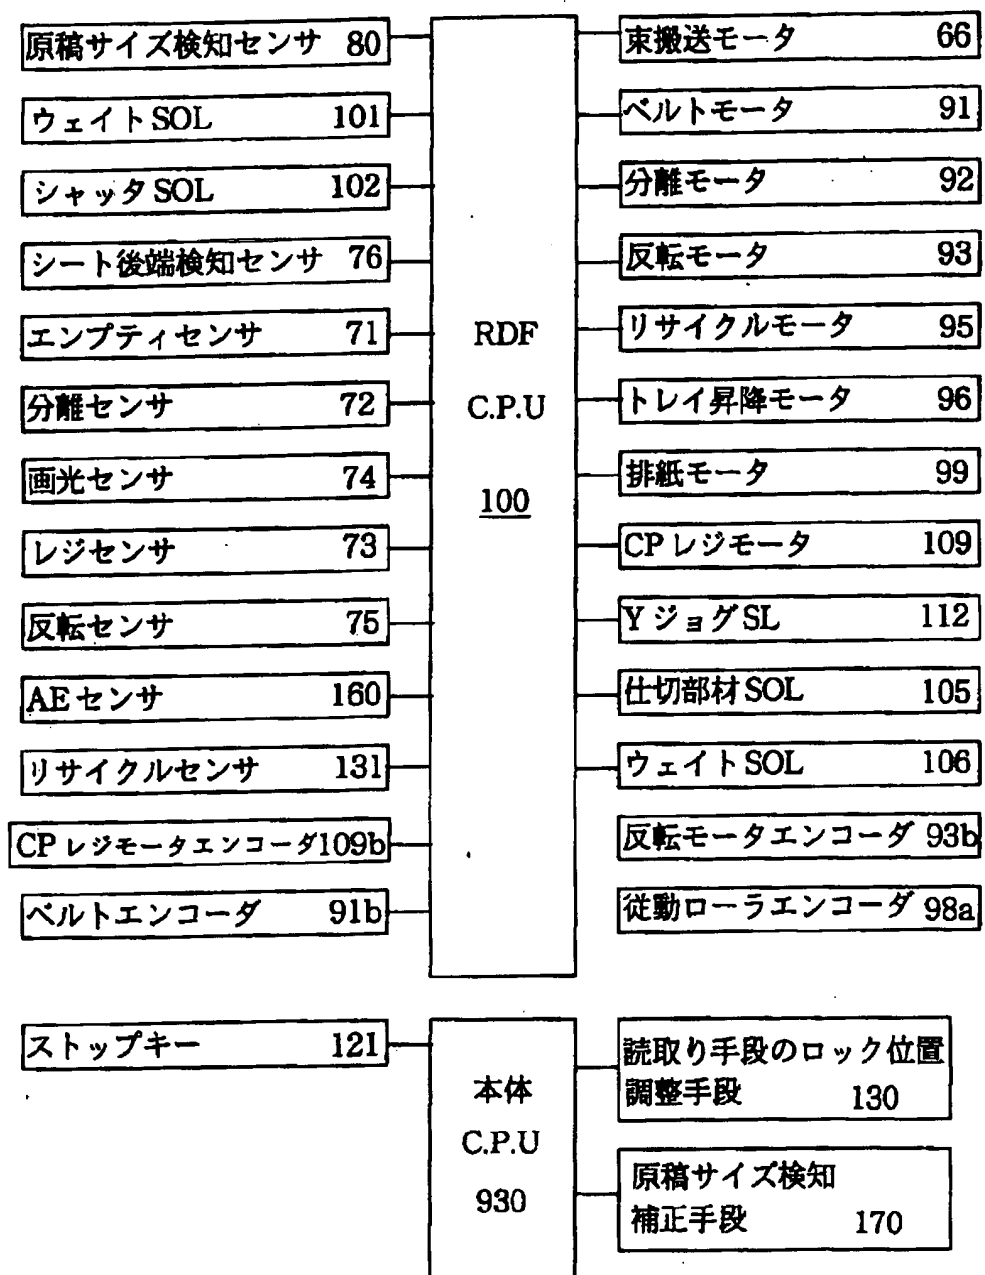 原稿サイズ検知センサ 80
ウェイトSOL 101
シャッタSOL 102
シート後端検知センサ 76
エンプティセンサ 71
分離センサ 72
画光センサ 74
レジセンサ 73
反転センサ 75
AEセンサ 160
リサイクルセンサ 131
CPレジモータエンコーダ109b
ベルトエンコーダ 91b
RDF
C.P.U
100
束搬送モータ 66
ベルトモータ 91
分離モータ 92
反転モータ 93
リサイクルモータ 95
トレイ昇降モータ 96
排紙モータ 99
CPレジモータ 109
YジョグSL 112
仕切部材SOL 105
ウェイトSOL 106
反転モータエンコーダ 93b
従動ローラエンコーダ 98a
ストップキー 121
本体
C.P.U
930
読取り手段のロック位置
調整手段 130
原稿サイズ検知
補正手段 170